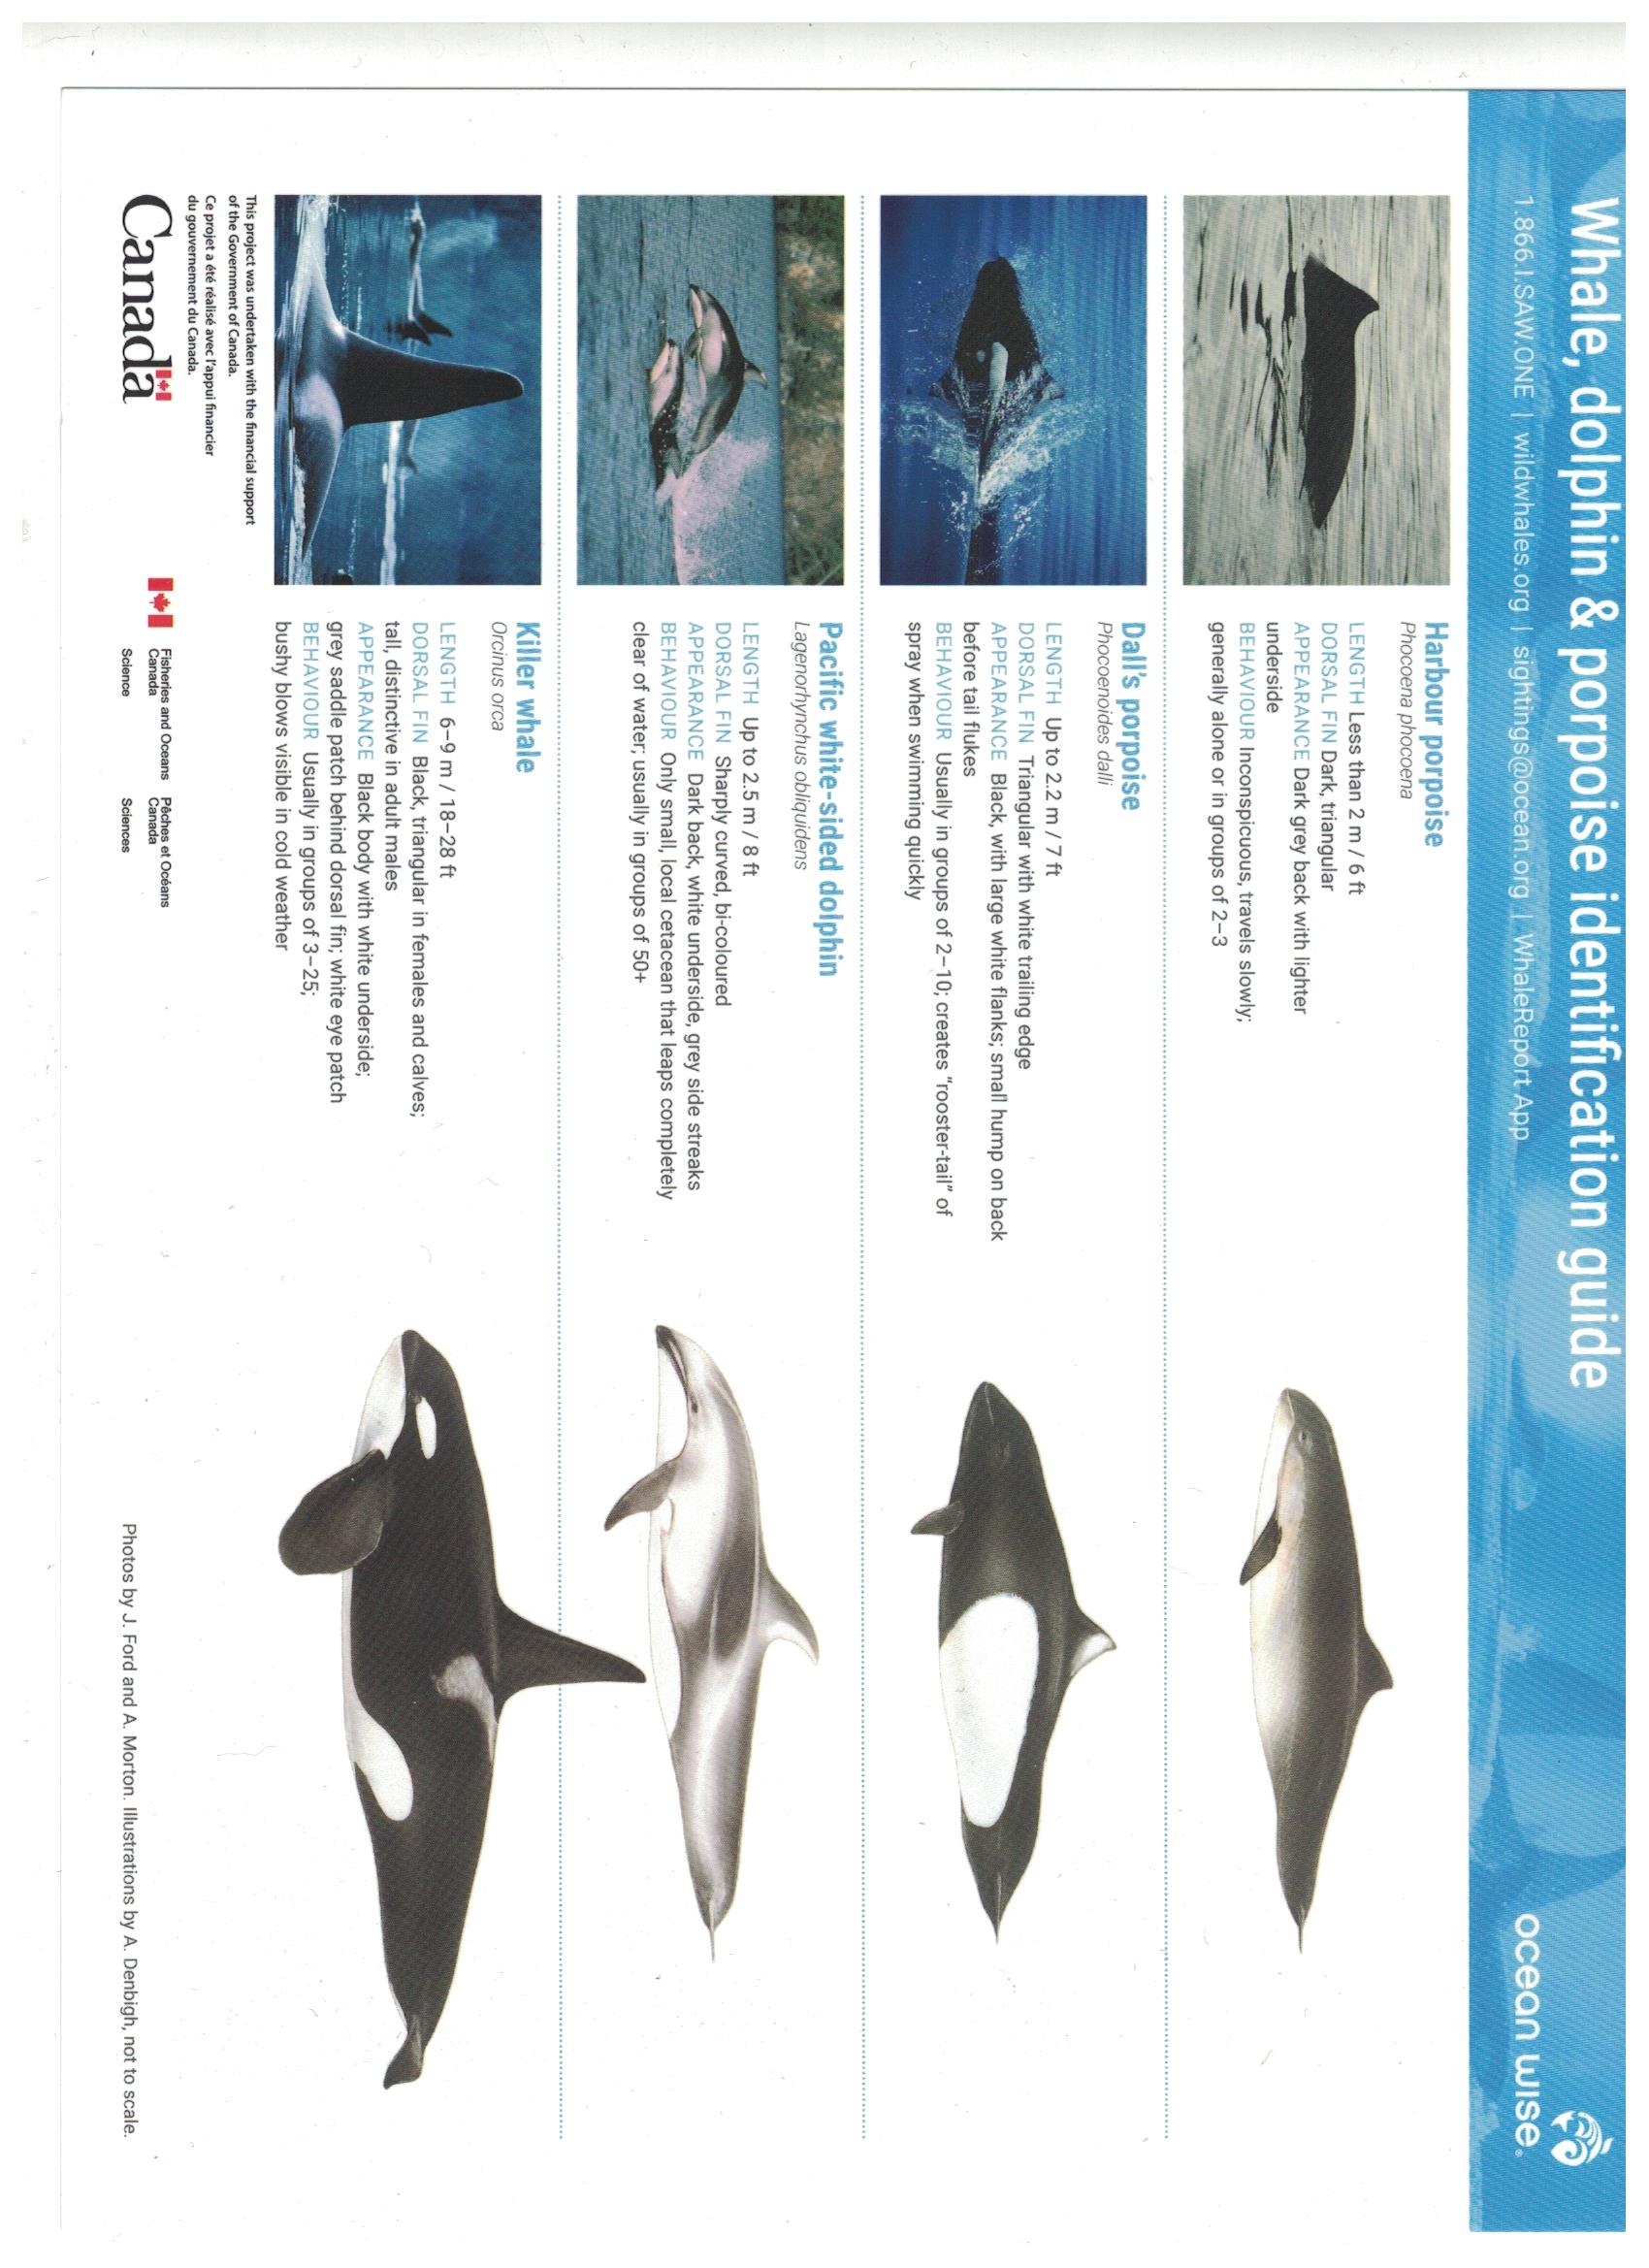 Whale, dolphin & porpoise identification guide
1.866.I.SAW.ONE | wildwhales.org | sightings@ocean.org | WhaleReport App
ocean wise®
Harbour porpoise
Phocoena phocoena
LENGTH Less than 2 m / 6 ft
DORSAL FIN Dark, triangular
APPEARANCE Dark grey back with lighter
underside
BEHAVIOUR Inconspicuous, travels slowly;
generally alone or in groups of 2–3
Dall's porpoise
Phocoenoides dalli
LENGTH Up to 2.2 m / 7 ft
DORSAL FIN Triangular with white trailing edge
APPEARANCE Black, with large white flanks; small hump on back
before tail flukes
BEHAVIOUR Usually in groups of 2–10; creates “rooster-tail” of
spray when swimming quickly
Pacific white-sided dolphin
Lagenorhynchus obliquidens
LENGTH Up to 2.5 m / 8 ft
DORSAL FIN Sharply curved, bi-coloured
APPEARANCE Dark back, white underside, grey side streaks
BEHAVIOUR Only small, local cetacean that leaps completely
clear of water; usually in groups of 50+
Killer whale
Orcinus orca
LENGTH 6–9 m / 18–28 ft
DORSAL FIN Black, triangular in females and calves;
tall, distinctive in adult males
APPEARANCE Black body with white underside;
grey saddle patch behind dorsal fin; white eye patch
BEHAVIOUR Usually in groups of 3–25;
bushy blows visible in cold weather
This project was undertaken with the financial support
of the Government of Canada.
Ce projet a été réalisé avec l'appui financier
du gouvernement du Canada.
Canada
Fisheries and Oceans
Canada
Science
Pêches et Océans
Canada
Sciences
Photos by J. Ford and A. Morton. Illustrations by A. Denbigh, not to scale.